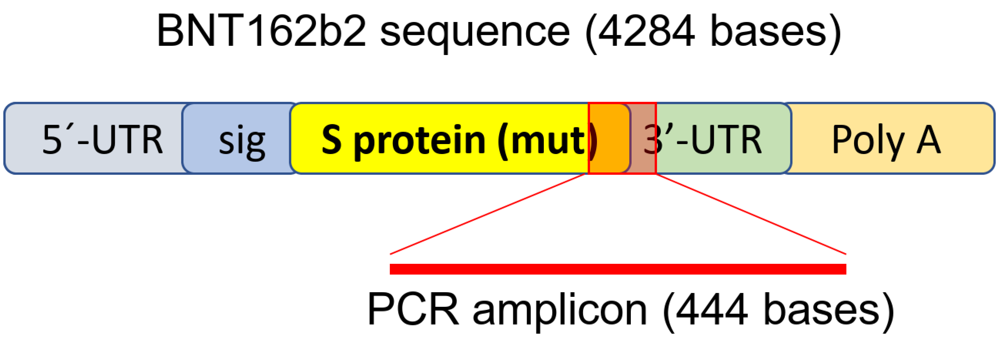 BNT162b2 sequence (4284 bases)
5´-UTR sig S protein (mut) 3’-UTR Poly A
PCR amplicon (444 bases)